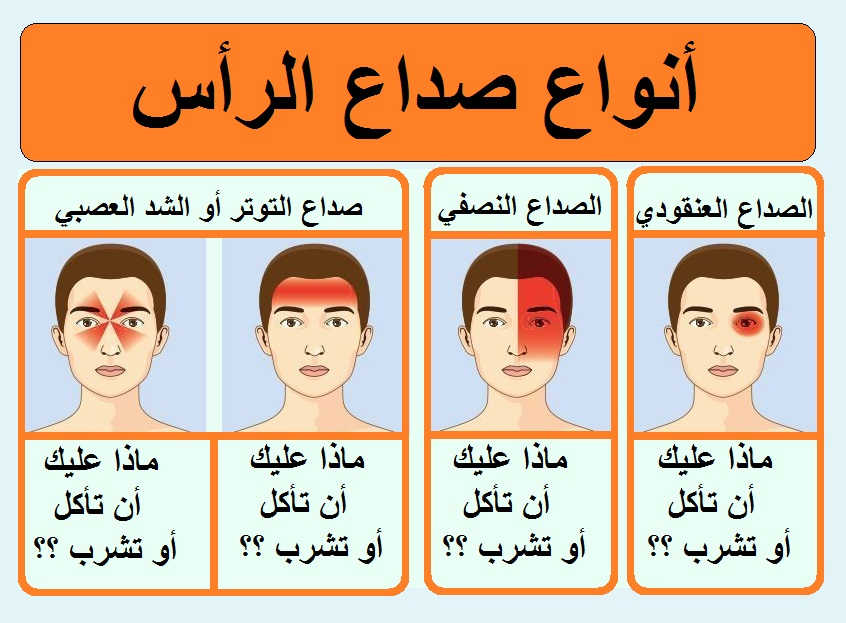 أنواع صداع الرأس
الصداع العنقودي
الصداع النصفي
صداع التوتر أو الشد العصبي
ماذا عليك
أن تأكل
أو تشرب ؟؟
ماذا عليك
أن تأكل
أو تشرب ؟؟
ماذا عليك
أن تأكل
أو تشرب ؟؟
ماذا عليك
أن تأكل
أو تشرب ؟؟